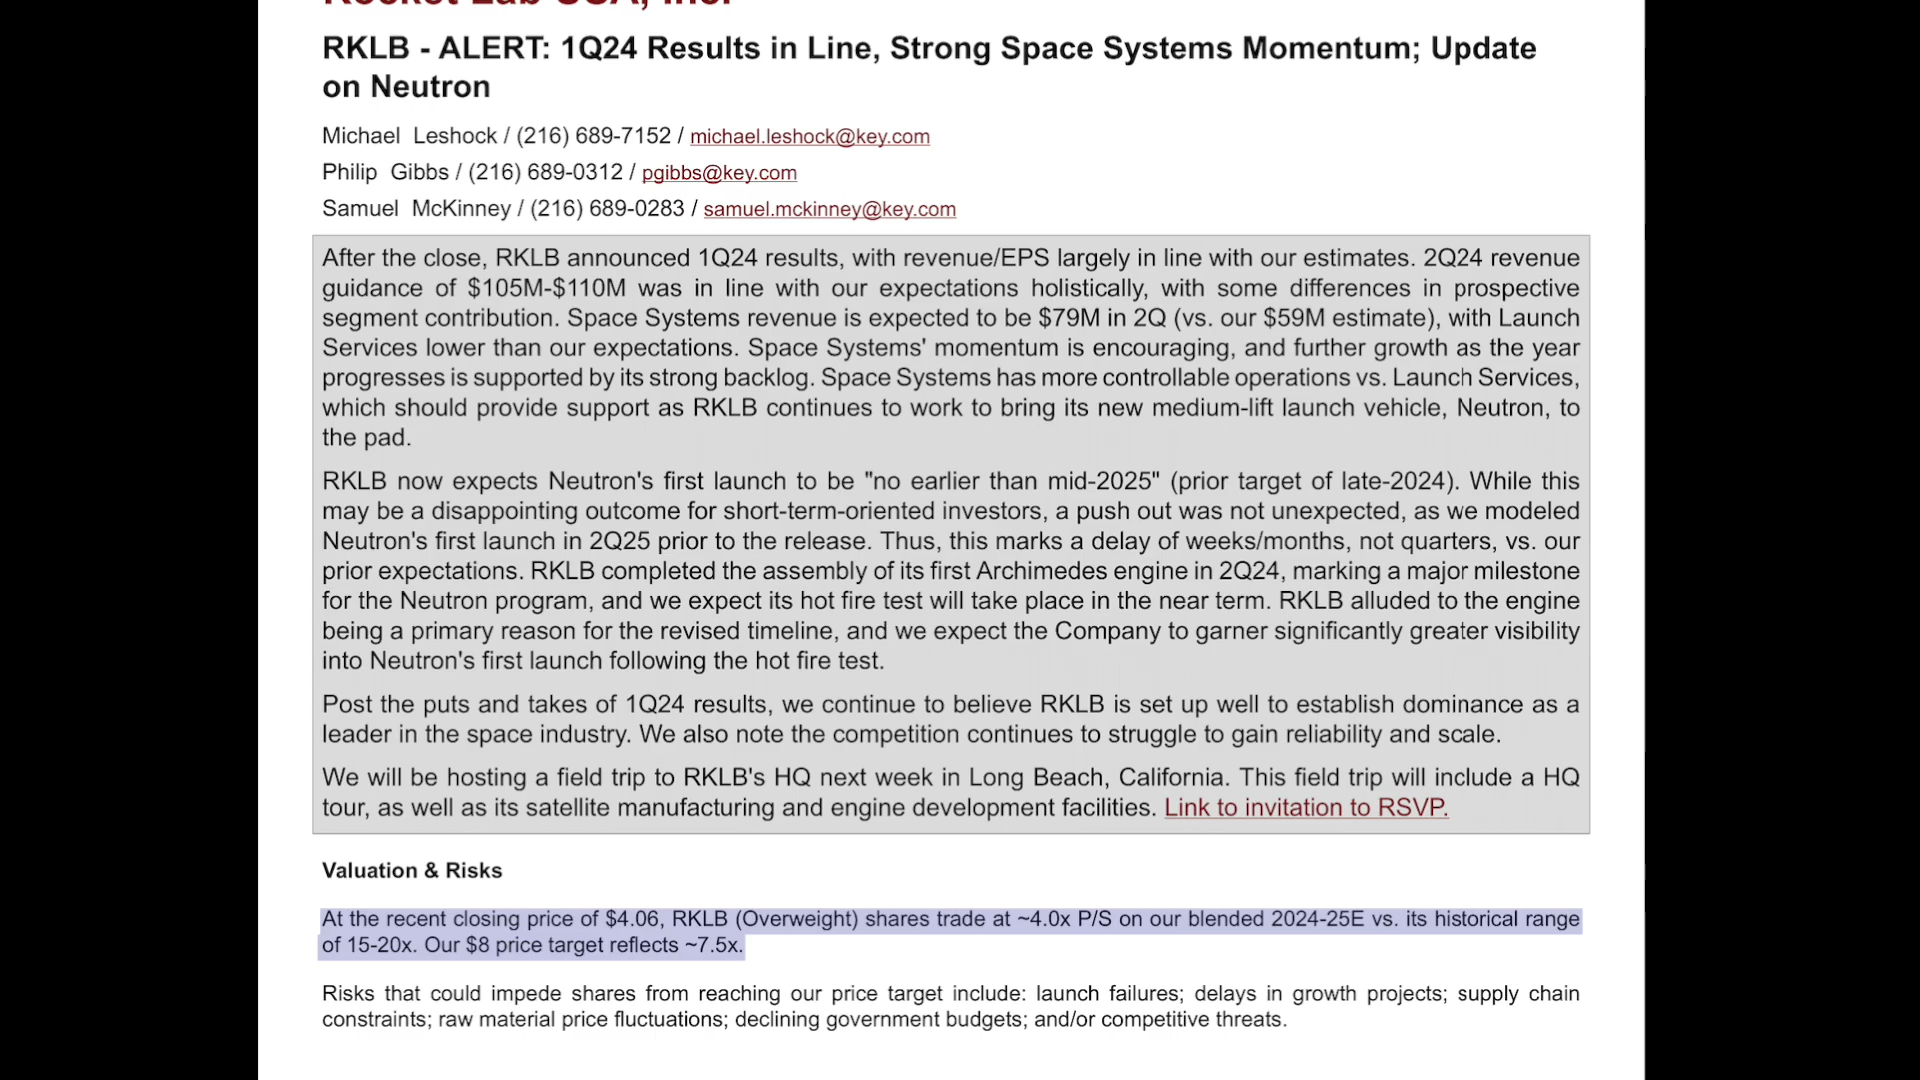 Rocket Lab USA, Inc.
RKLB - ALERT: 1Q24 Results in Line, Strong Space Systems Momentum; Update
on Neutron
Michael Leshock / (216) 689-7152 / michael.leshock@key.com
Philip Gibbs / (216) 689-0312 / pgibbs@key.com
Samuel McKinney / (216) 689-0283 / samuel.mckinney@key.com
After the close, RKLB announced 1Q24 results, with revenue/EPS largely in line with our estimates. 2Q24 revenue
guidance of $105M-$110M was in line with our expectations holistically, with some differences in prospective
segment contribution. Space Systems revenue is expected to be $79M in 2Q (vs. our $59M estimate), with Launch
Services lower than our expectations. Space Systems' momentum is encouraging, and further growth as the year
progresses is supported by its strong backlog. Space Systems has more controllable operations vs. Launch Services,
which should provide support as RKLB continues to work to bring its new medium-lift launch vehicle, Neutron, to
the pad.
RKLB now expects Neutron's first launch to be "no earlier than mid-2025" (prior target of late-2024). While this
may be a disappointing outcome for short-term-oriented investors, a push out was not unexpected, as we modeled
Neutron's first launch in 2Q25 prior to the release. Thus, this marks a delay of weeks/months, not quarters, vs. our
prior expectations. RKLB completed the assembly of its first Archimedes engine in 2Q24, marking a major milestone
for the Neutron program, and we expect its hot fire test will take place in the near term. RKLB alluded to the engine
being a primary reason for the revised timeline, and we expect the Company to garner significantly greater visibility
into Neutron's first launch following the hot fire test.
Post the puts and takes of 1Q24 results, we continue to believe RKLB is set up well to establish dominance as a
leader in the space industry. We also note the competition continues to struggle to gain reliability and scale.
We will be hosting a field trip to RKLB's HQ next week in Long Beach, California. This field trip will include a HQ
tour, as well as its satellite manufacturing and engine development facilities. Link to invitation to RSVP.
Valuation & Risks
At the recent closing price of $4.06, RKLB (Overweight) shares trade at ~4.0x P/S on our blended 2024-25E vs. its historical range
of 15-20x. Our $8 price target reflects ~7.5x.
Risks that could impede shares from reaching our price target include: launch failures; delays in growth projects; supply chain
constraints; raw material price fluctuations; declining government budgets; and/or competitive threats.